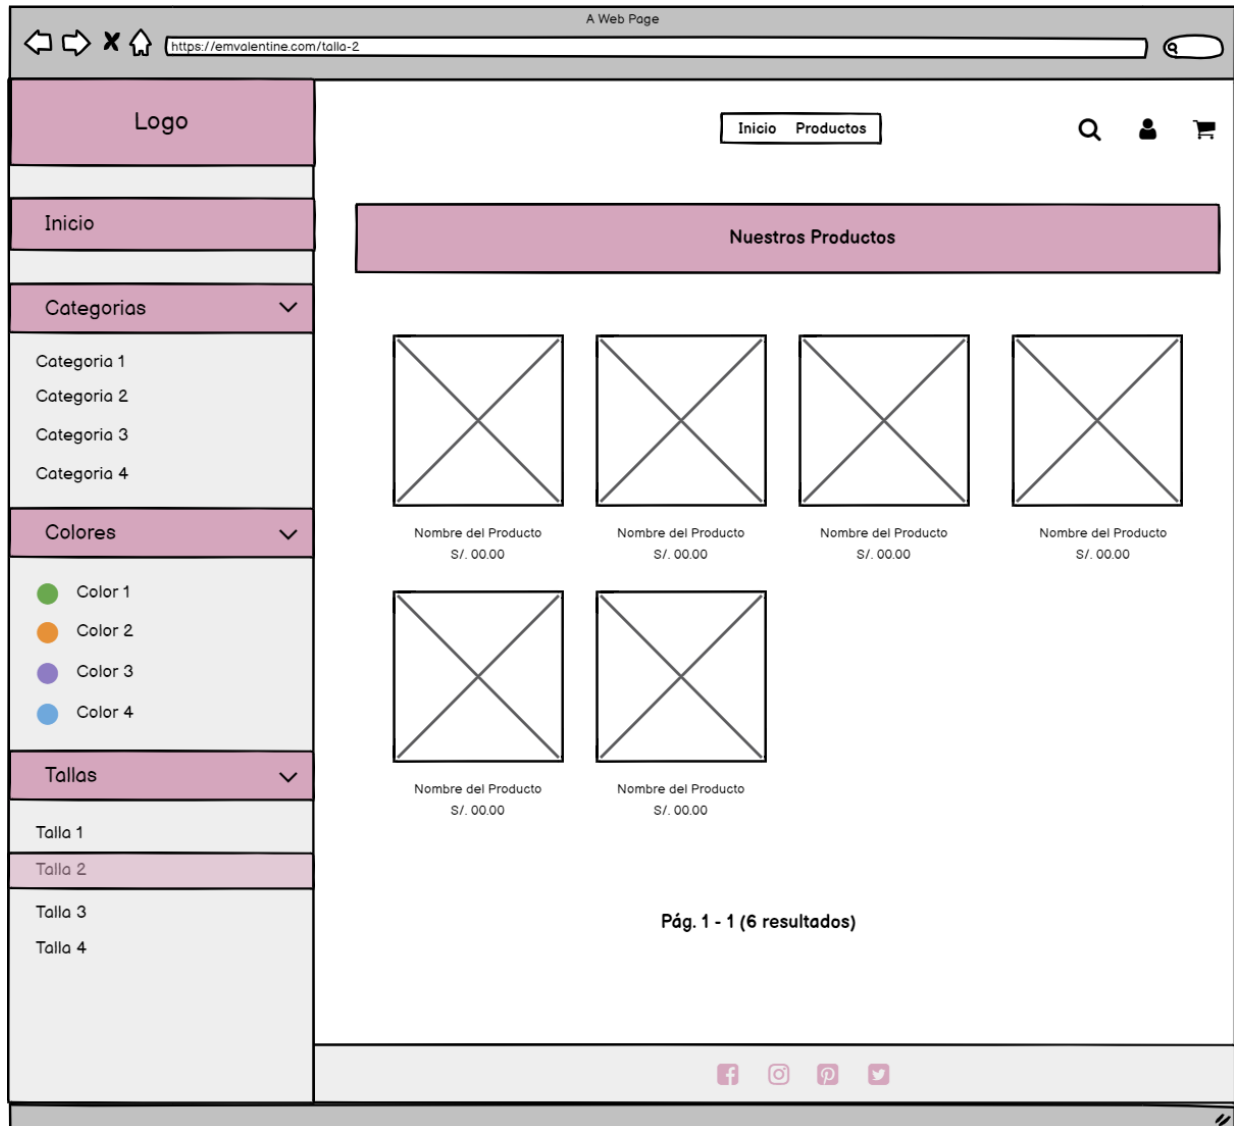 A Web Page
https://emvalentine.com/talla-2
Logo
Inicio
Categorias
Categoria 1
Categoria 2
Categoria 3
Categoria 4
Colores
Color 1
Color 2
Color 3
Color 4
Tallas
Talla 1
Talla 2
Talla 3
Talla 4
Inicio Productos
Nuestros Productos
Nombre del Producto
S/. 00.00
Nombre del Producto
S/. 00.00
Nombre del Producto
S/. 00.00
Nombre del Producto
S/. 00.00
Nombre del Producto
S/. 00.00
Nombre del Producto
S/. 00.00
Pág. 1 - 1 (6 resultados)